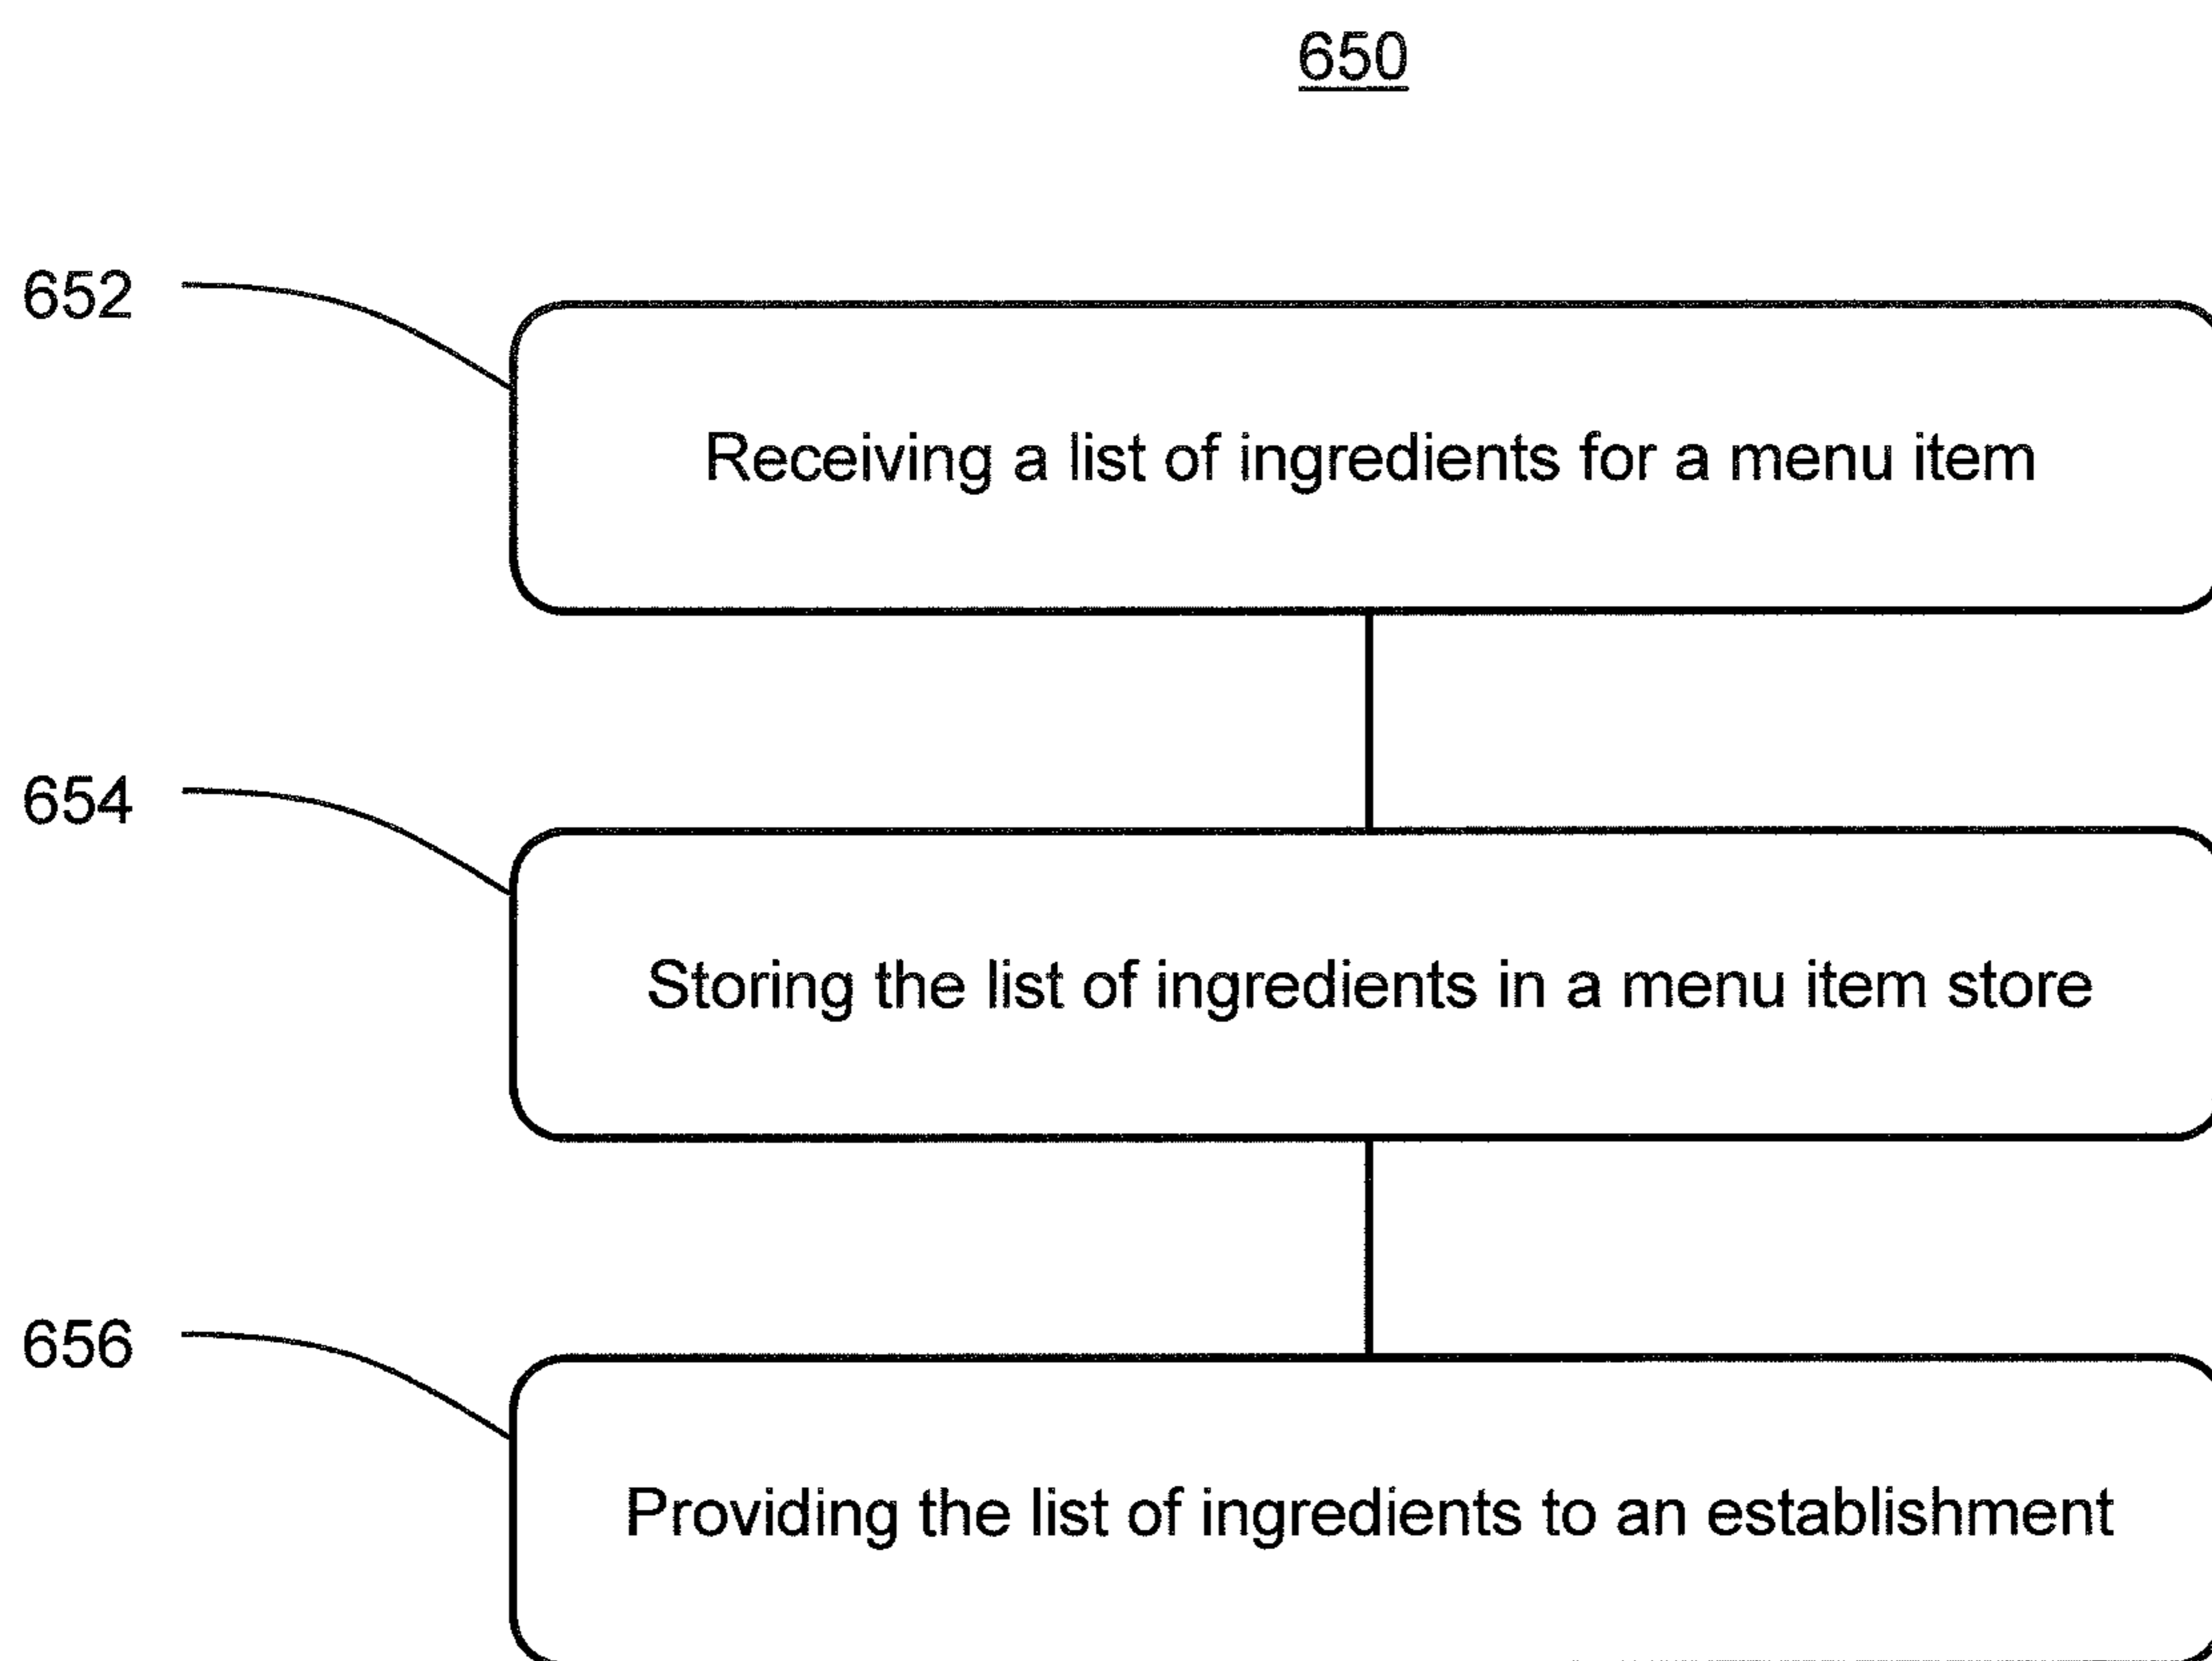 650
652
Receiving a list of ingredients for a menu item
654
Storing the list of ingredients in a menu item store
656
Providing the list of ingredients to an establishment